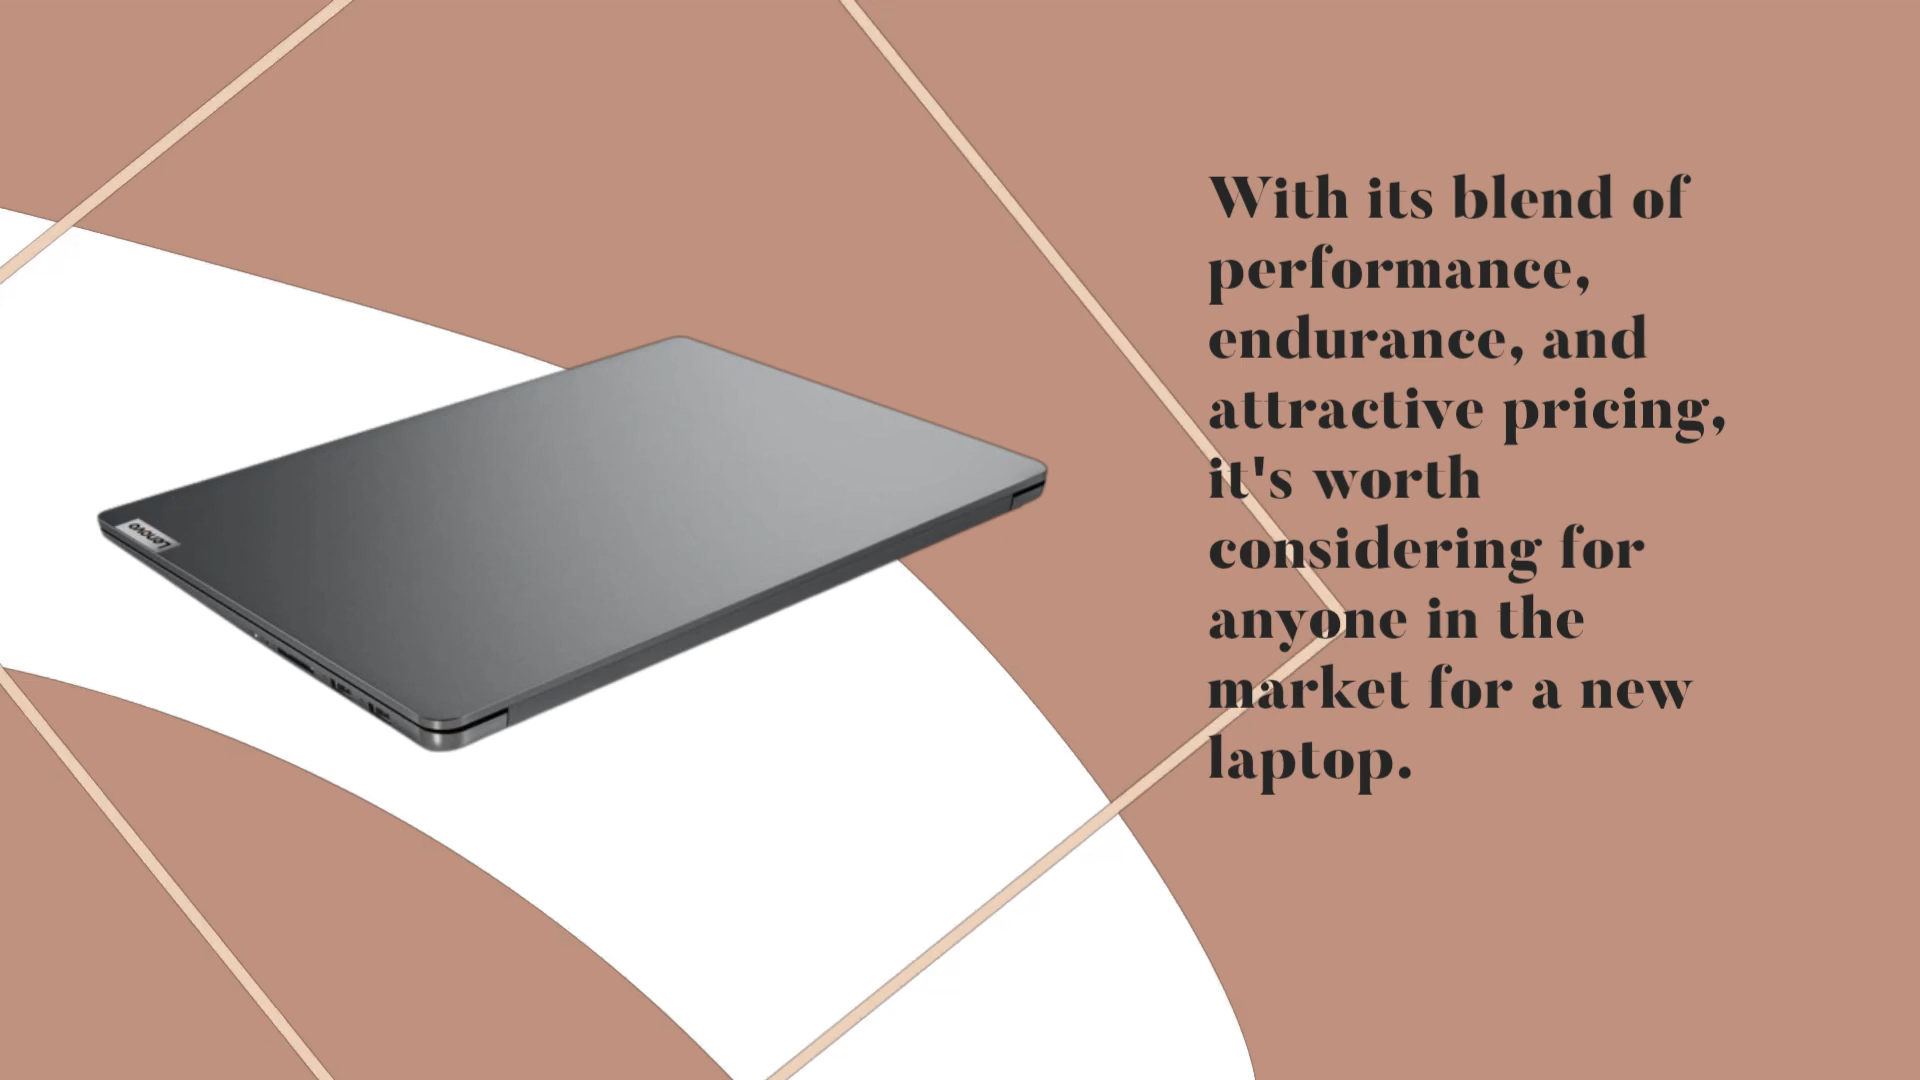 With its blend of
performance,
endurance, and
attractive pricing,
it's worth
considering for
anyone in the
market for a new
laptop.
Lenovo